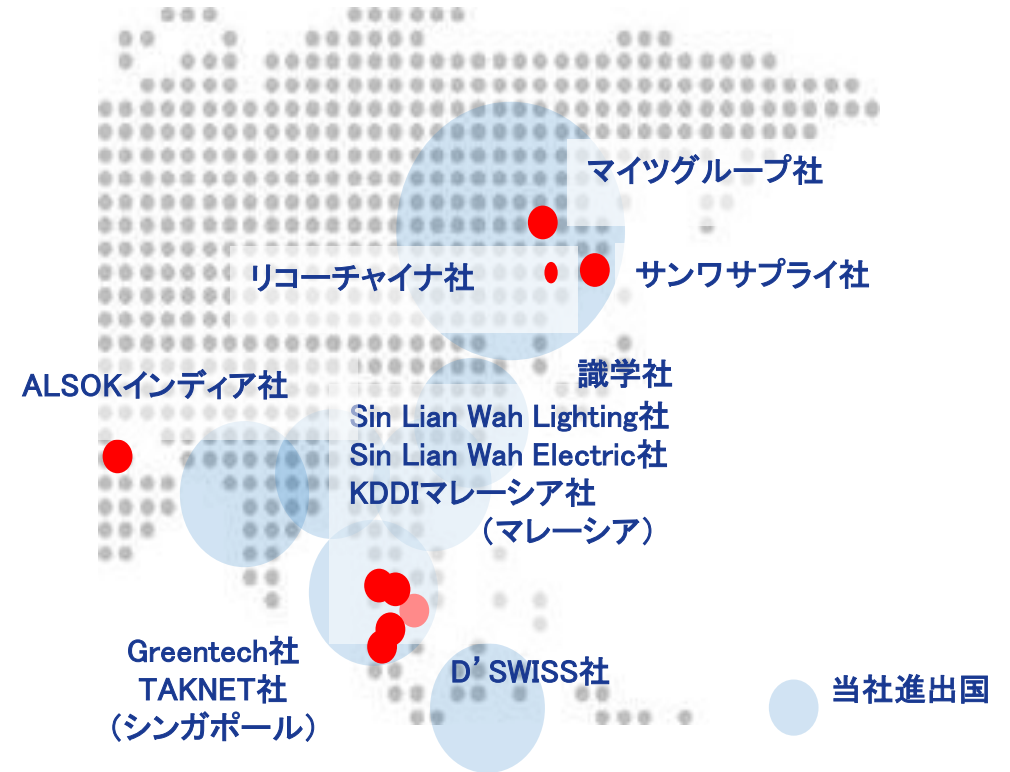 マイツグループ社
リコーチャイナ社
サンワサプライ社
ALSOKインディア社
識学社
Sin Lian Wah Lighting社
Sin Lian Wah Electric社
KDDIマレーシア社
（マレーシア）
Greentech社
TAKNET社
（シンガポール）
D’SWISS社
当社進出国